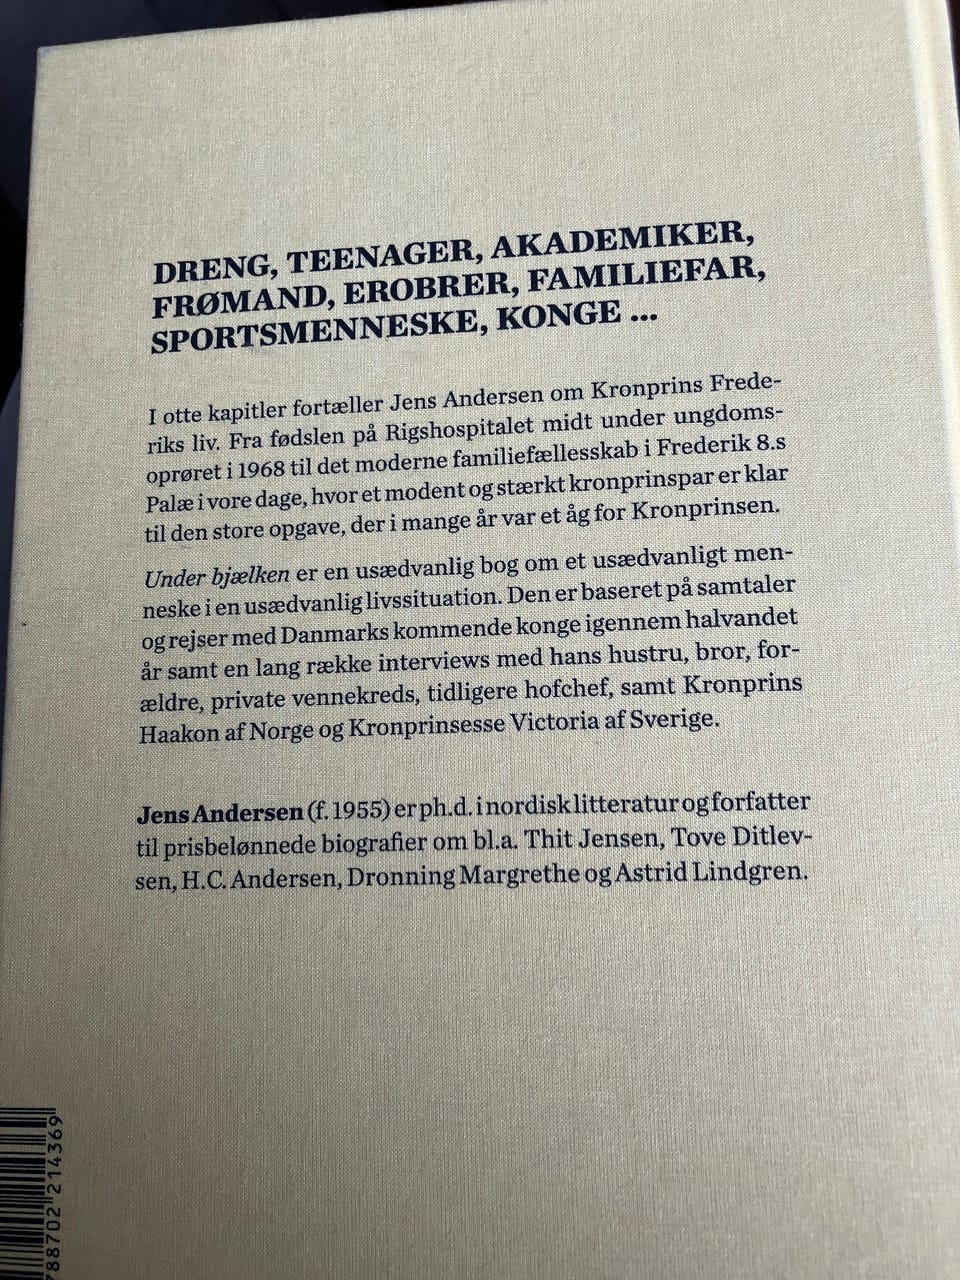 DRENG, TEENAGER, AKADEMIKER,
FRØMAND, EROBRER, FAMILIEFAR,
SPORTSMENNESKE, KONGE ...
I otte kapitler fortæller Jens Andersen om Kronprins Frede-
riks liv. Fra fødslen på Rigshospitalet midt under ungdoms-
oprøret i 1968 til det moderne familiefællesskab i Frederik 8.s
Palæ i vore dage, hvor et modent og stærkt kronprinspar er klar
til den store opgave, der i mange år var et åg for Kronprinsen.
Under bjælken er en usædvanlig bog om et usædvanligt men-
neske i en usædvanlig livssituation. Den er baseret på samtaler
og rejser med Danmarks kommende konge igennem halvandet
år samt en lang række interviews med hans hustru, bror, for-
ældre, private vennekreds, tidligere hofchef, samt Kronprins
Haakon af Norge og Kronprinsesse Victoria af Sverige.
Jens Andersen (f. 1955) er ph.d. i nordisk litteratur og forfatter
til prisbelønnede biografier om bl.a. Thit Jensen, Tove Ditlev-
sen, H.C. Andersen, Dronning Margrethe og Astrid Lindgren.
788702 214369